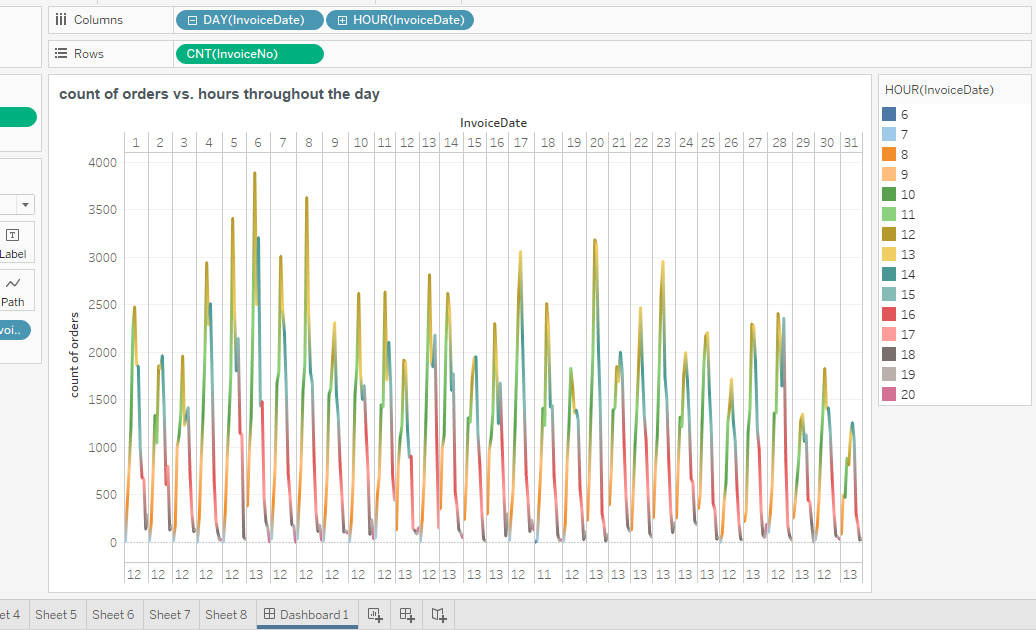 Columns DAY(InvoiceDate) HOUR(InvoiceDate)
Rows CNT(InvoiceNo)
count of orders vs. hours throughout the day
InvoiceDate
1 2 3 4 5 6 7 8 9 10 11 12 13 14 15 16 17 18 19 20 21 22 23 24 25 26 27 28 29 30 31
4000
3500
3000
2500
2000
1500
1000
500
0
count of orders
12 12 12 12 12 13 12 12 12 12 12 13 12 13 13 13 12 11 12 13 13 13 13 13 13 12 13 12 13 12 13
HOUR(InvoiceDate)
6
7
8
9
10
11
12
13
14
15
16
17
18
19
20
Label
Path
voi..
et 4 Sheet 5 Sheet 6 Sheet 7 Sheet 8 Dashboard 1